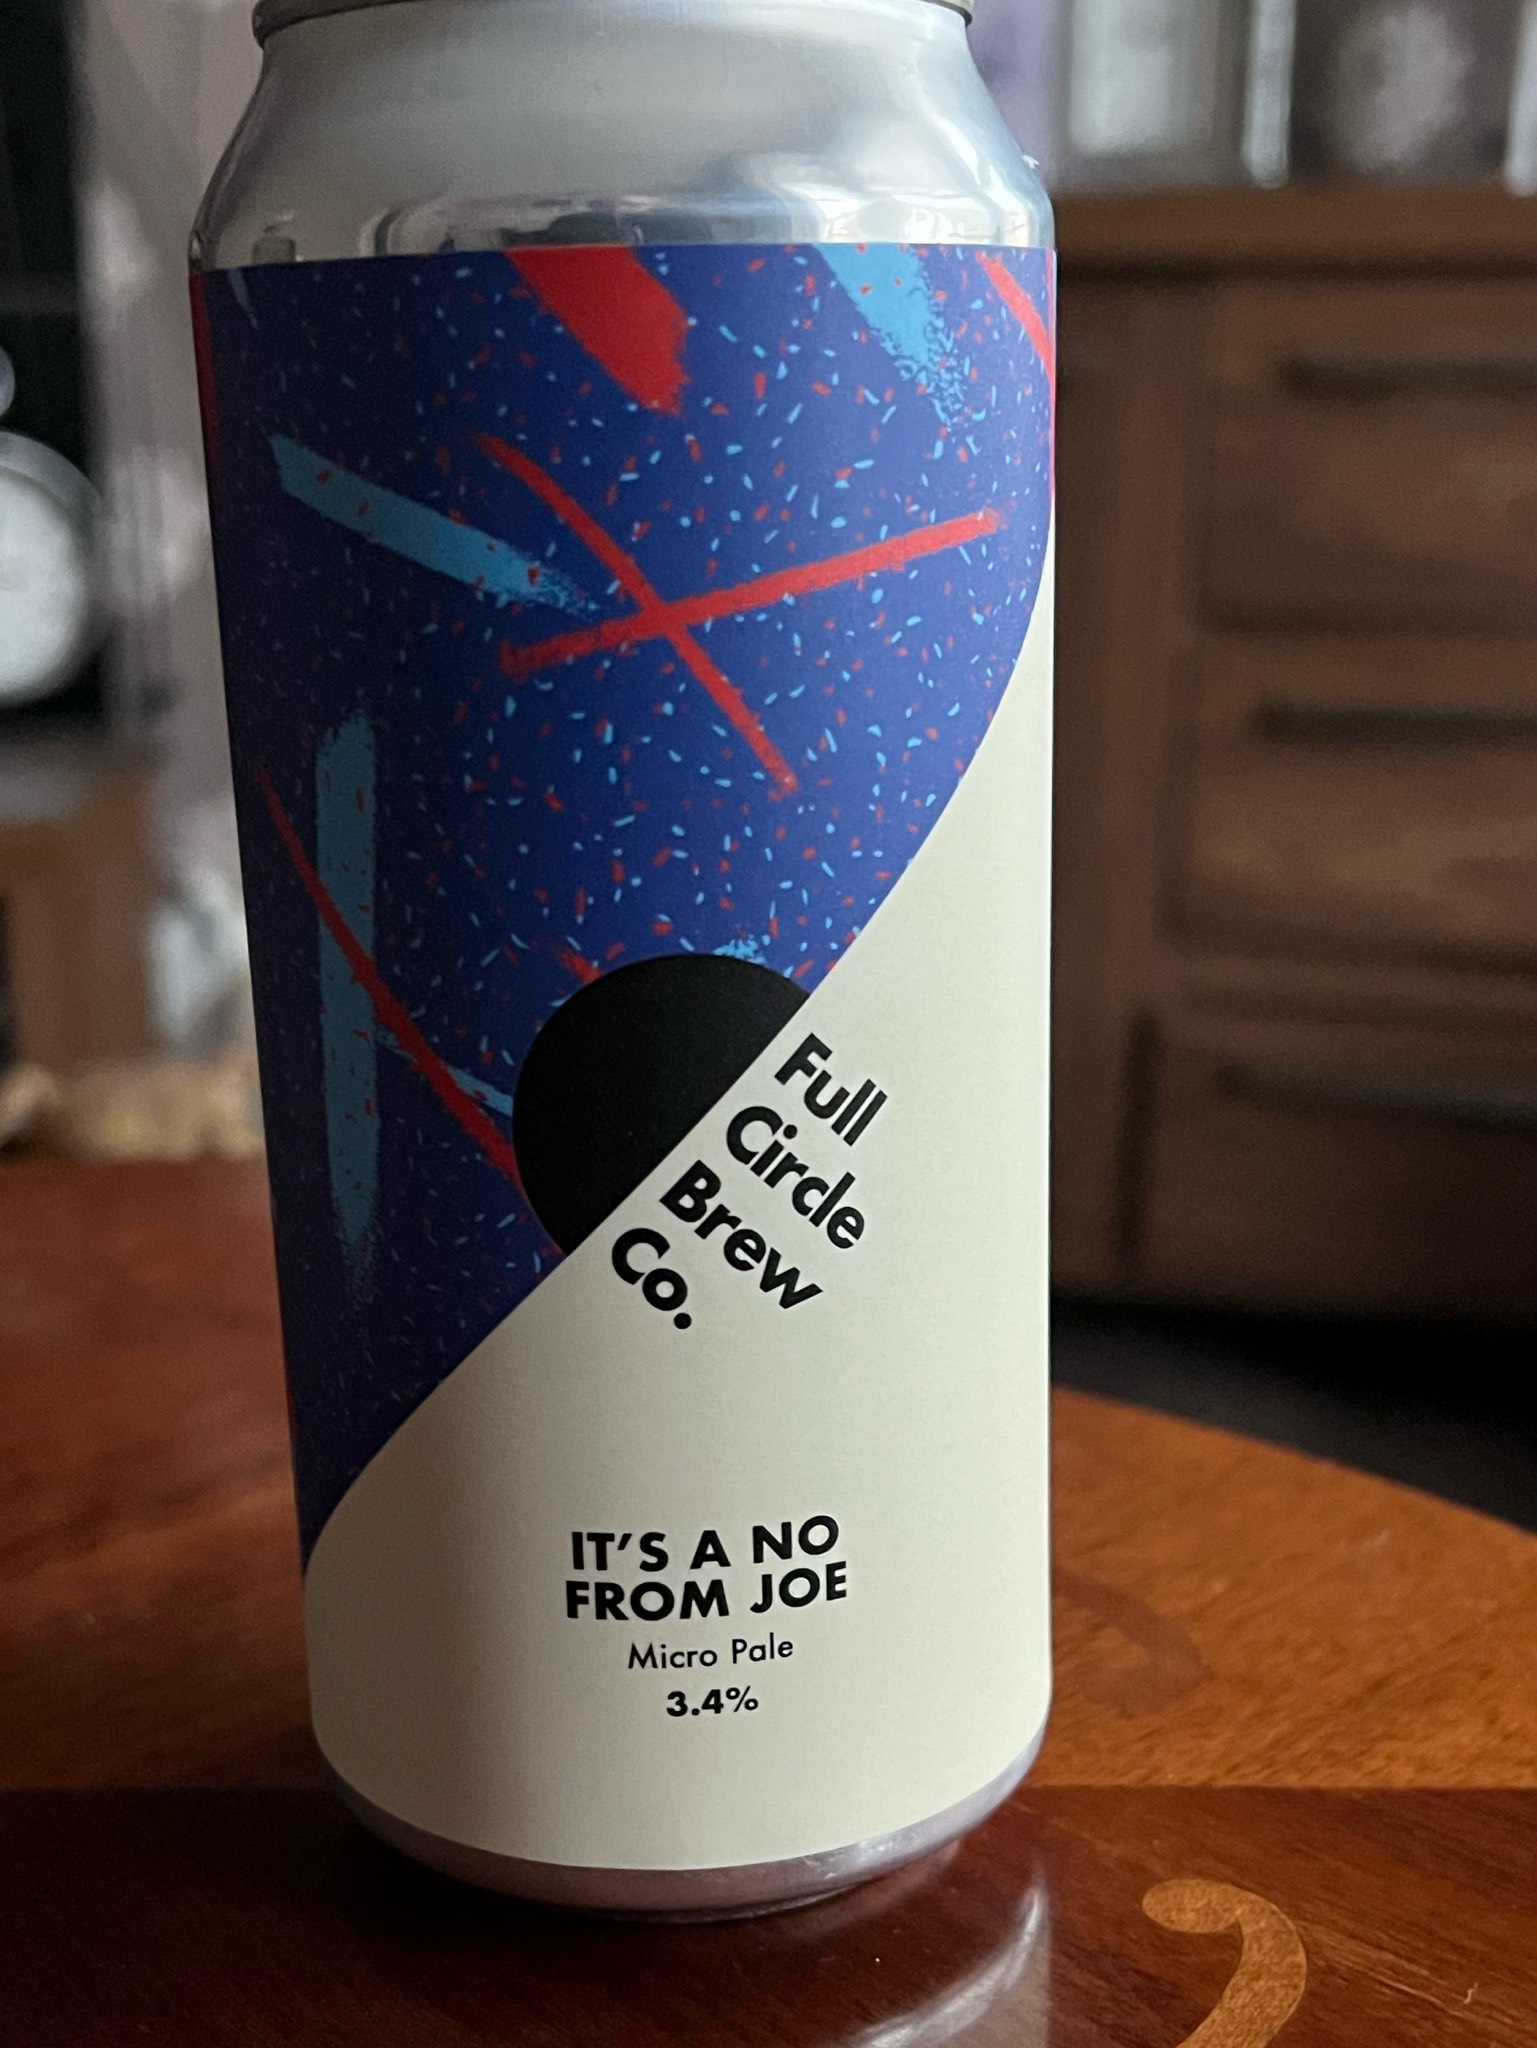 Full
Circle
Brew
Co.
IT'S A NO
FROM JOE
Micro Pale
3.4%